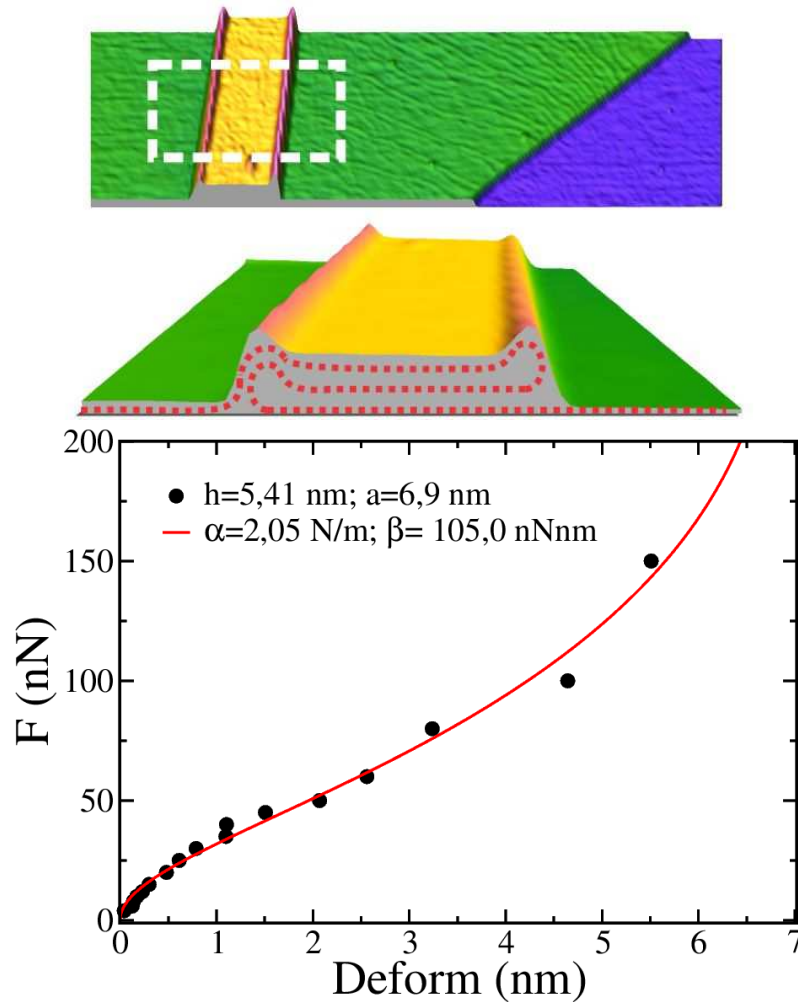 200
h=5,41 nm; a=6,9 nm
α=2,05 N/m; β= 105,0 nNnm
150
100
50
0
F (nN)
0 1 2 3 4 5 6 7
Deform (nm)